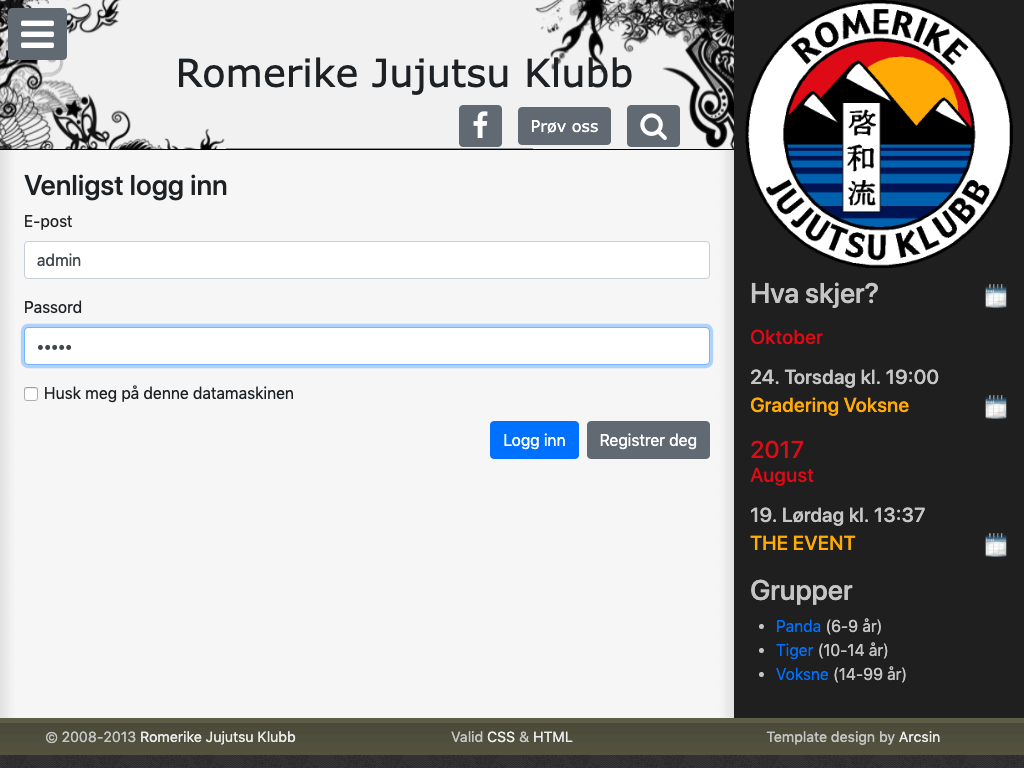 Romerike Jujutsu Klubb
Prøv oss
Venligst logg inn
E-post
admin
Passord
•••••
Husk meg på denne datamaskinen
Logg inn
Registrer deg
ROMERIKE
啓和流
JUJUTSU KLUBB
Hva skjer?
Oktober
24. Torsdag kl. 19:00
Gradering Voksne
2017
August
19. Lørdag kl. 13:37
THE EVENT
Grupper
• Panda (6-9 år)
• Tiger (10-14 år)
• Voksne (14-99 år)
© 2008-2013 Romerike Jujutsu Klubb
Valid CSS & HTML
Template design by Arcsin